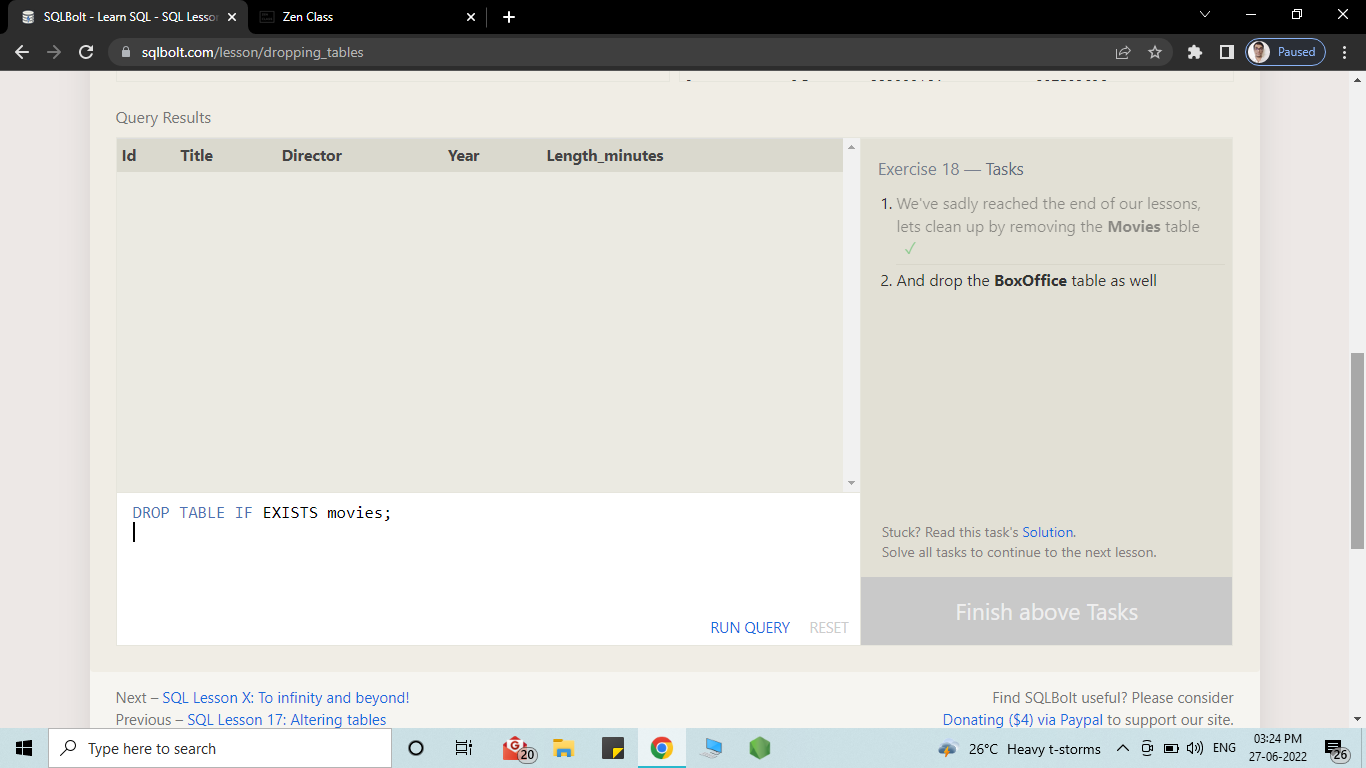 SQLBolt - Learn SQL - SQL Lesson
Zen Class
sqlbolt.com/lesson/dropping_tables
Paused
Query Results
Id Title Director Year Length_minutes
Exercise 18 — Tasks
1. We've sadly reached the end of our lessons,
lets clean up by removing the Movies table
✓
2. And drop the BoxOffice table as well
DROP TABLE IF EXISTS movies;
Stuck? Read this task's Solution.
Solve all tasks to continue to the next lesson.
RUN QUERY RESET
Finish above Tasks
Next – SQL Lesson X: To infinity and beyond!
Previous – SQL Lesson 17: Altering tables
Find SQLBolt useful? Please consider
Donating ($4) via Paypal to support our site.
Type here to search
G
20
26°C Heavy t-storms
ENG
03:24 PM
27-06-2022
26